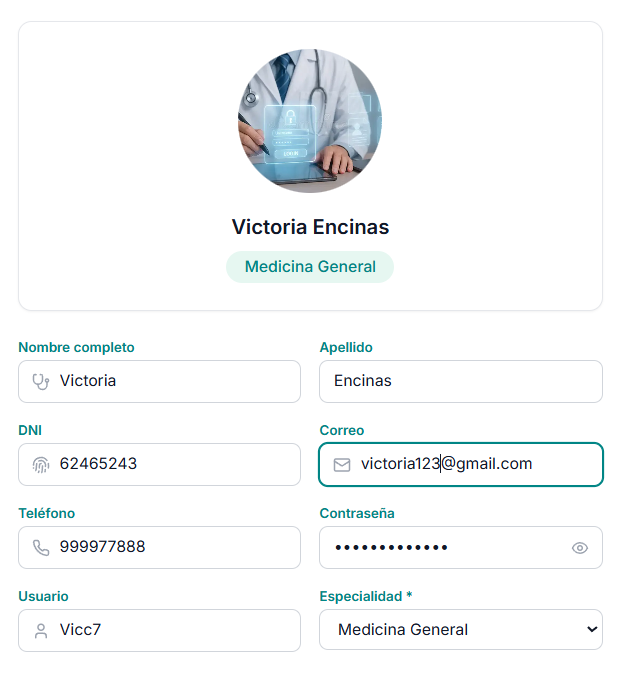 Victoria Encinas
Medicina General
Nombre completo
Apellido
Victoria
Encinas
DNI
Correo
62465243
victoria123@gmail.com
Teléfono
Contraseña
999977888
•••••••••••••
Usuario
Especialidad *
Vicc7
Medicina General